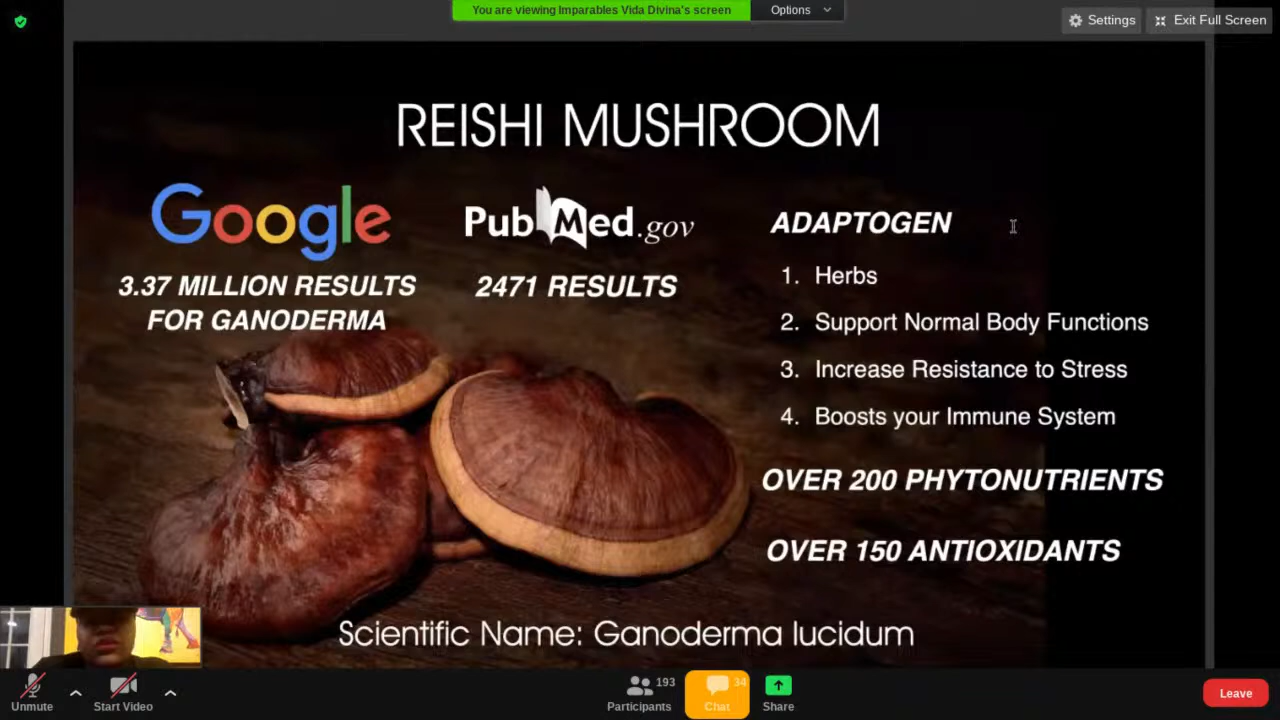 You are viewing Imparables Vida Divina's screen
Options
Settings
Exit Full Screen
REISHI MUSHROOM
Google
3.37 MILLION RESULTS
FOR GANODERMA
PubMed.gov
2471 RESULTS
ADAPTOGEN
1. Herbs
2. Support Normal Body Functions
3. Increase Resistance to Stress
4. Boosts your Immune System
OVER 200 PHYTONUTRIENTS
OVER 150 ANTIOXIDANTS
Scientific Name: Ganoderma lucidum
Unmute
Start Video
193
Participants
34
Chat
Share
Leave